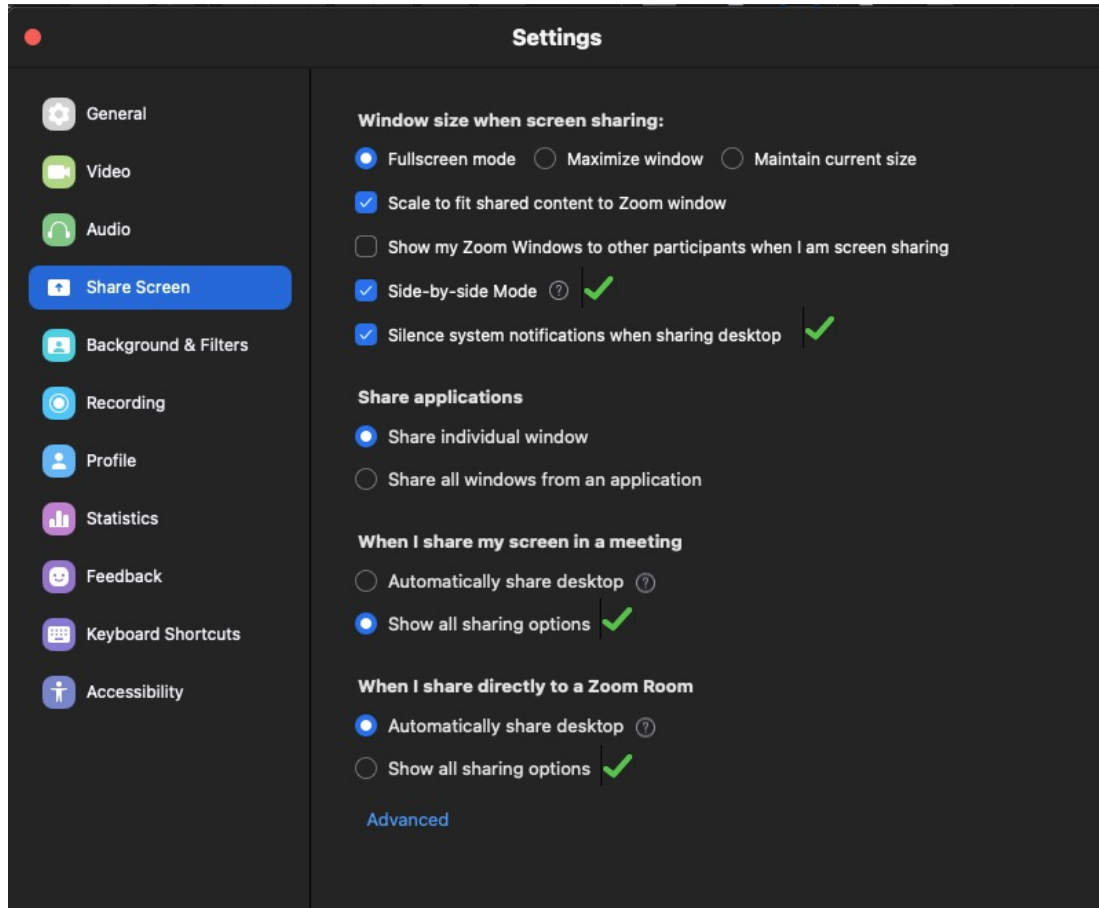 Settings
General
Video
Audio
Share Screen
Background & Filters
Recording
Profile
Statistics
Feedback
Keyboard Shortcuts
Accessibility
Window size when screen sharing:
Fullscreen mode Maximize window Maintain current size
Scale to fit shared content to Zoom window
Show my Zoom Windows to other participants when I am screen sharing
Side-by-side Mode ?
Silence system notifications when sharing desktop
Share applications
Share individual window
Share all windows from an application
When I share my screen in a meeting
Automatically share desktop ?
Show all sharing options
When I share directly to a Zoom Room
Automatically share desktop ?
Show all sharing options
Advanced